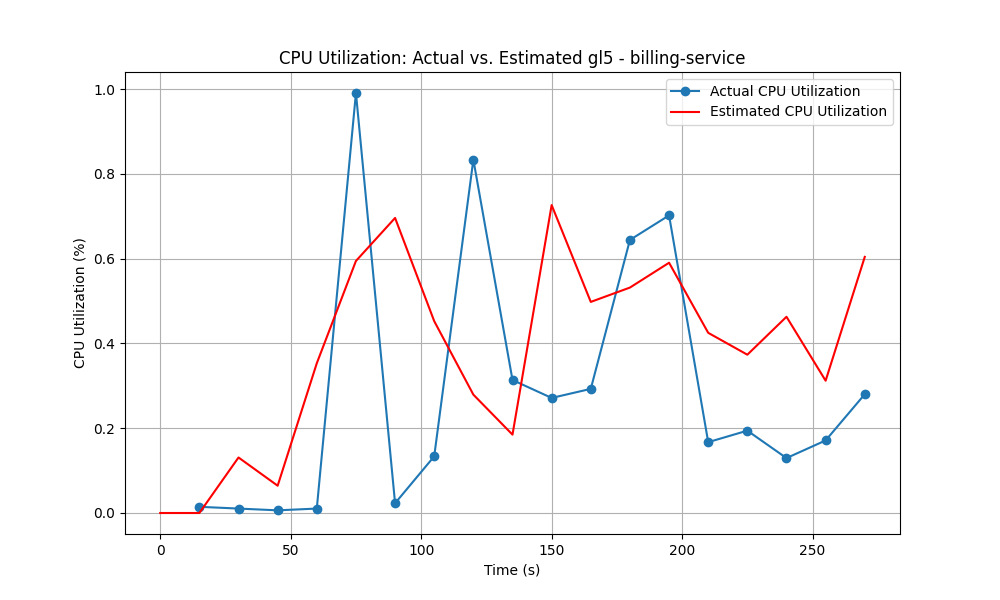 CPU Utilization: Actual vs. Estimated gl5 - billing-service
Actual CPU Utilization
Estimated CPU Utilization
CPU Utilization (%)
1.0
0.8
0.6
0.4
0.2
0.0
0
50
100
150
200
250
Time (s)